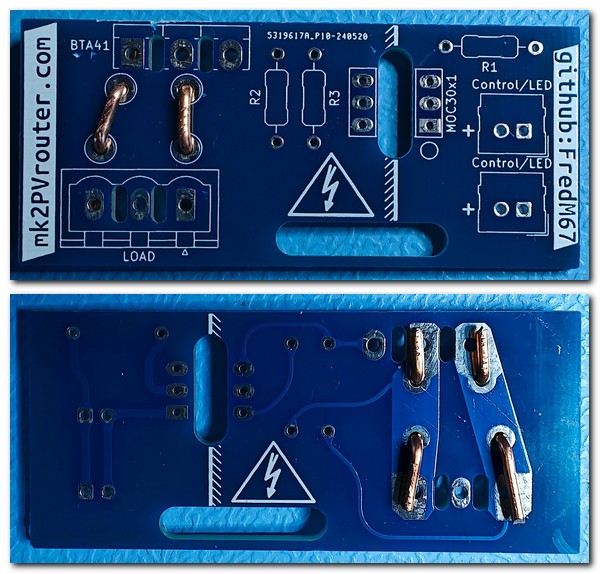 mk2PVrouter.com
BTA41
5319617A_P10-240520
R2
R3
MOC30x1
R1
Control/LED
+
Control/LED
+
LOAD
github:FredM67